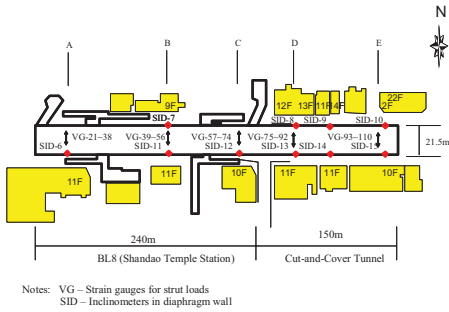 N
A B C D E
9F 12F 13F 11F 14F 22F 2F
SID-7 SID-8 SID-9 SID-10
VG-21~38 VG-39~56 VG-57~74 VG-75~92 VG-93~110
SID-6 SID-11 SID-12 SID-13 SID-14 SID-15
21.5m
11F 11F 10F 11F 11F 10F
240m 150m
BL8 (Shandao Temple Station) Cut-and-Cover Tunnel
Notes: VG – Strain gauges for strut loads
SID – Inclinometers in diaphragm wall